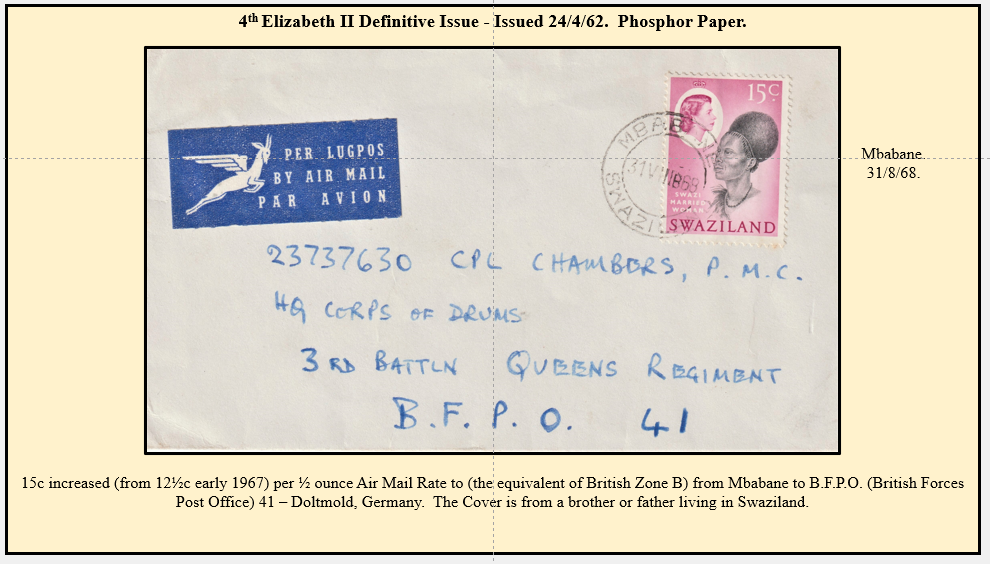 4th Elizabeth II Definitive Issue - Issued 24/4/62. Phosphor Paper.
PER LUGPOS
BY AIR MAIL
PAR AVION
15c
SWAZI
MARRIED
WOMAN
SWAZILAND
MBABANE
31 VIII 68
SWAZIL
Mbabane.
31/8/68.
23737630 CPL CHAMBERS, P.M.C.
HQ CORPS OF DRUMS
3RD BATTLN QUEENS REGIMENT
B.F.P.O. 41
15c increased (from 12½c early 1967) per ½ ounce Air Mail Rate to (the equivalent of British Zone B) from Mbabane to B.F.P.O. (British Forces
Post Office) 41 – Doltmold, Germany. The Cover is from a brother or father living in Swaziland.